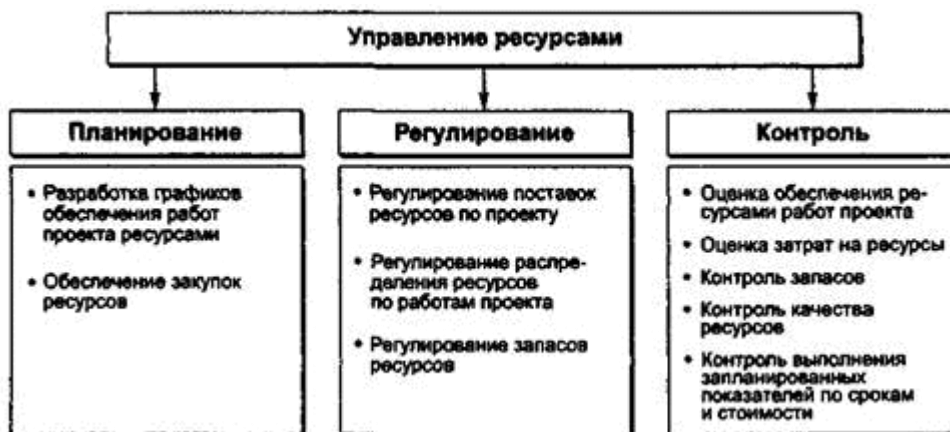 Управление ресурсами
Планирование
• Разработка графиков
обеспечения работ
проекта ресурсами
• Обеспечение закупок
ресурсов
Регулирование
• Регулирование поставок
ресурсов по проекту
• Регулирование распре-
деления ресурсов
по работам проекта
• Регулирование запасов
ресурсов
Контроль
• Оценка обеспечения ре-
сурсами работ проекта
• Оценка затрат на ресурсы
• Контроль запасов
• Контроль качества
ресурсов
• Контроль выполнения
запланированных
показателей по срокам
и стоимости